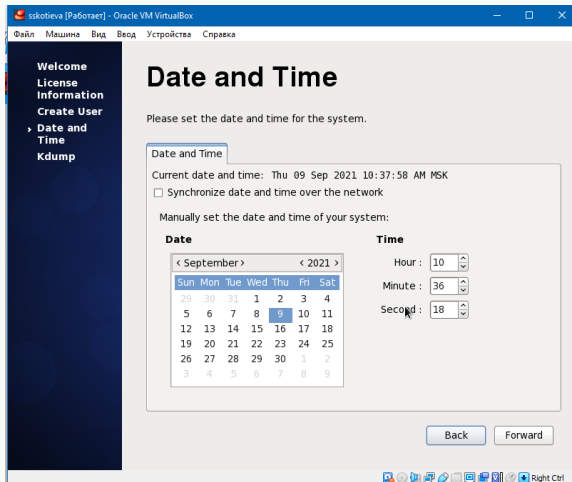 sskotieva [Работает] - Oracle VM VirtualBox
Файл Машина Вид Ввод Устройства Справка
Welcome
License
Information
Create User
Date and
Time
Kdump
Date and Time
Please set the date and time for the system.
Date and Time
Current date and time: Thu 09 Sep 2021 10:37:58 AM MSK
Synchronize date and time over the network
Manually set the date and time of your system:
Date
September 2021
Sun Mon Tue Wed Thu Fri Sat
29 30 31 1 2 3 4
5 6 7 8 9 10 11
12 13 14 15 16 17 18
19 20 21 22 23 24 25
26 27 28 29 30 1 2
3 4 5 6 7 8 9
Time
Hour : 10
Minute : 36
Second : 18
Back Forward
Right Ctrl